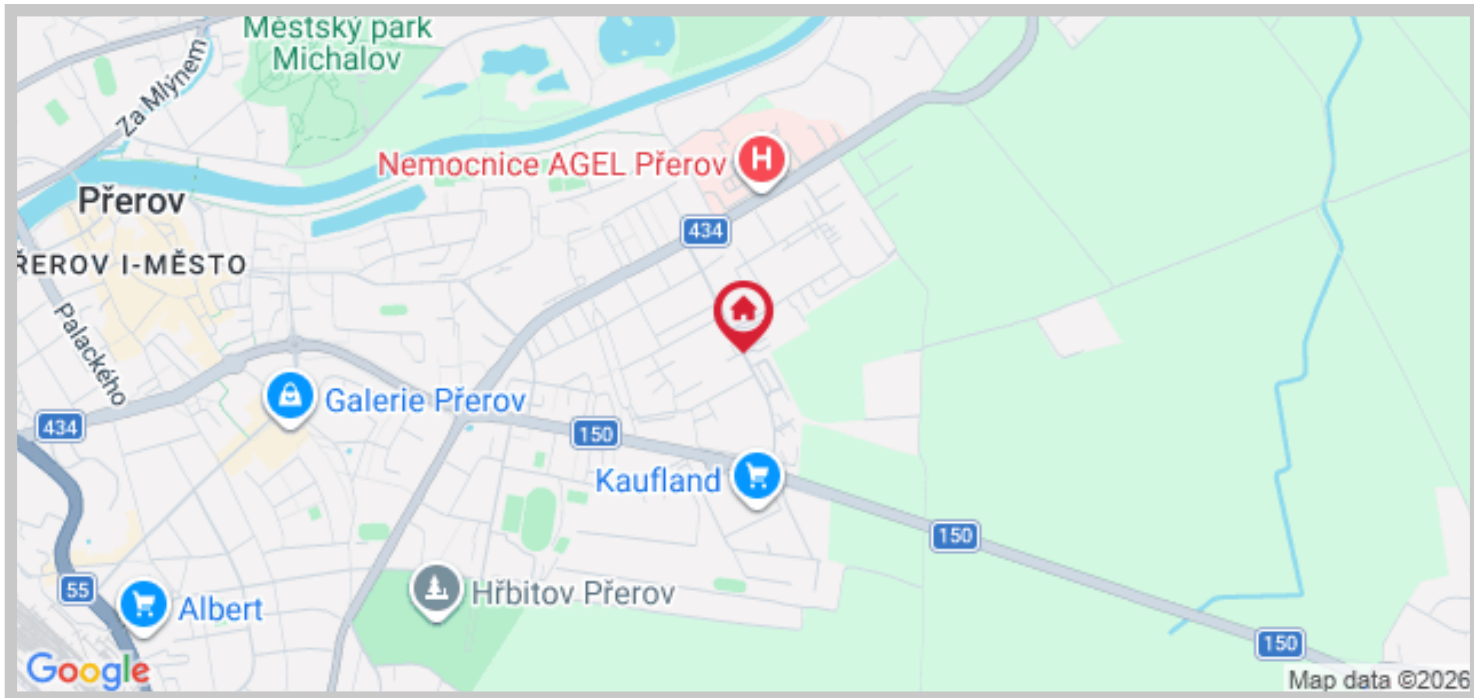 Městský park
Michalov
Za Mlýnem
Nemocnice AGEL Přerov
H
Přerov
434
ŘEROV I-MĚSTO
Palackého
Galerie Přerov
434
150
Kaufland
150
55
Albert
Hřbitov Přerov
150
Google
Map data ©2026